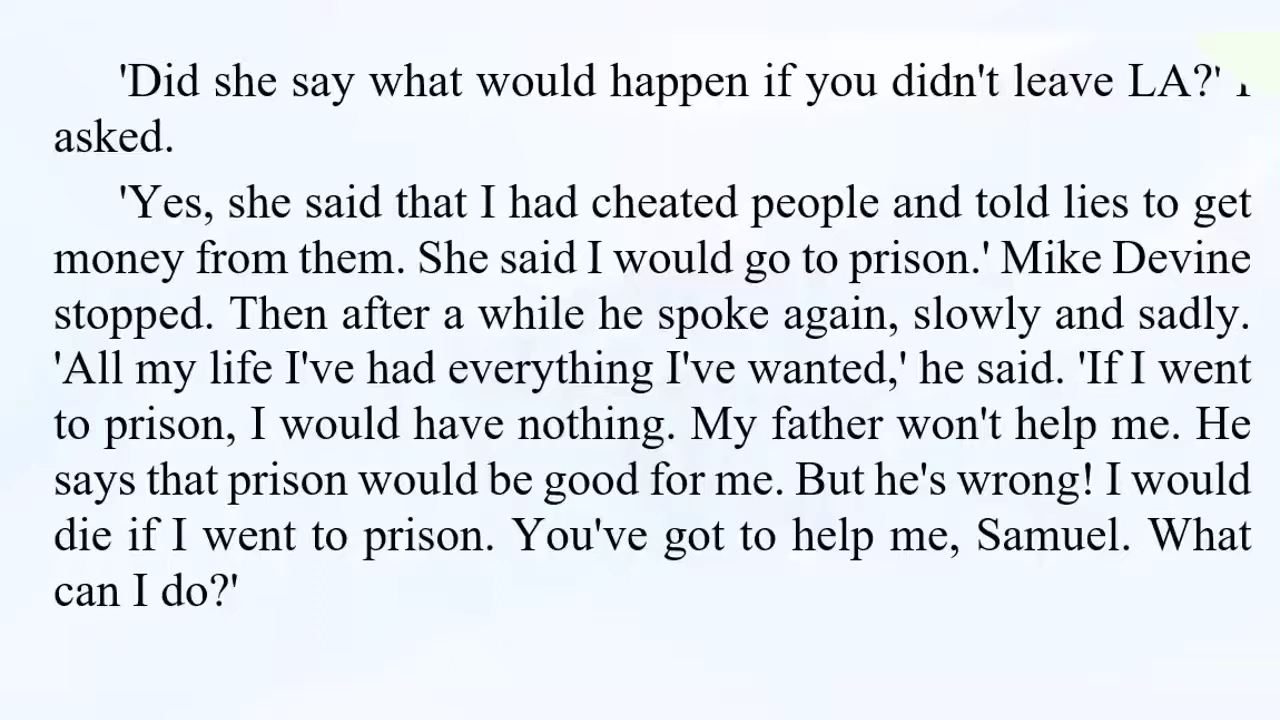 'Did she say what would happen if you didn't leave LA?' I
asked.
'Yes, she said that I had cheated people and told lies to get
money from them. She said I would go to prison.' Mike Devine
stopped. Then after a while he spoke again, slowly and sadly.
'All my life I've had everything I've wanted,' he said. 'If I went
to prison, I would have nothing. My father won't help me. He
says that prison would be good for me. But he's wrong! I would
die if I went to prison. You've got to help me, Samuel. What
can I do?'